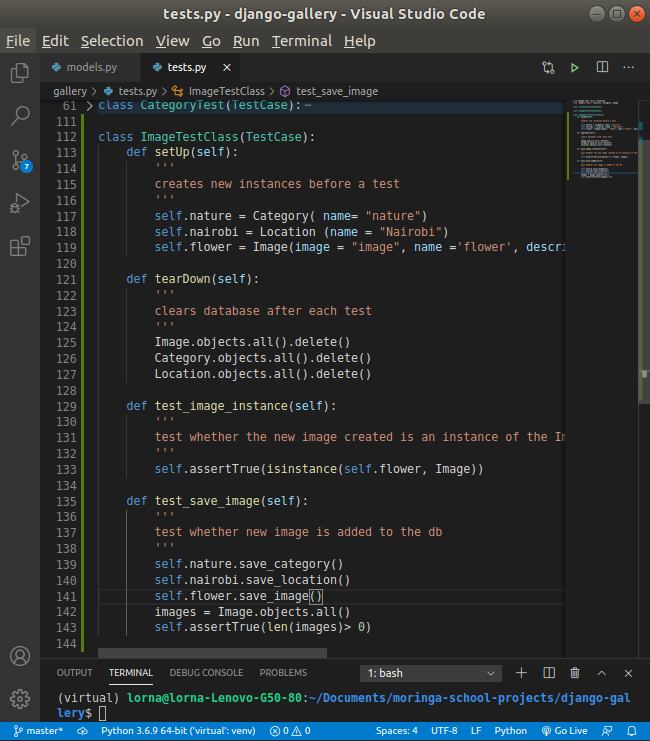 tests.py - django-gallery - Visual Studio Code
File Edit Selection View Go Run Terminal Help
models.py tests.py
gallery > tests.py > ImageTestClass > test_save_image
61 class CategoryTest(TestCase):
111
112 class ImageTestClass(TestCase):
113 def setUp(self):
114 '''
115 creates new instances before a test
116 '''
117 self.nature = Category( name= "nature")
118 self.nairobi = Location (name = "Nairobi")
119 self.flower = Image(image = "image", name ='flower', descri
120
121 def tearDown(self):
122 '''
123 clears database after each test
124 '''
125 Image.objects.all().delete()
126 Category.objects.all().delete()
127 Location.objects.all().delete()
128
129 def test_image_instance(self):
130 '''
131 test whether the new image created is an instance of the Im
132 '''
133 self.assertTrue(isinstance(self.flower, Image))
134
135 def test_save_image(self):
136 '''
137 test whether new image is added to the db
138 '''
139 self.nature.save_category()
140 self.nairobi.save_location()
141 self.flower.save_image()
142 images = Image.objects.all()
143 self.assertTrue(len(images)> 0)
144
7
OUTPUT TERMINAL DEBUG CONSOLE PROBLEMS 1: bash
(virtual) lorna@lorna-Lenovo-G50-80:~/Documents/moringa-school-projects/django-gal
lery$
master* Python 3.6.9 64-bit ('virtual': venv) 0 0 Spaces: 4 UTF-8 LF Python Go Live